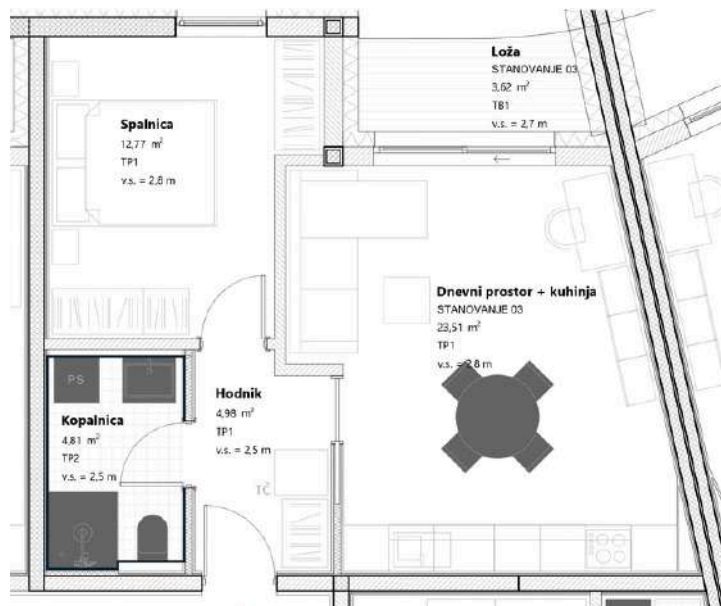 Loža
STANOVANJE 03
3,62 m²
TB1
v.s. = 2,7 m
Spalnica
12,77 m²
TP1
v.s. = 2,8 m
Dnevni prostor + kuhinja
STANOVANJE 03
23,51 m²
TP1
v.s. = 2,8 m
PS
Hodnik
4,98 m²
TP1
v.s. = 2,5 m
Kopalnica
4,81 m²
TP2
v.s. = 2,5 m